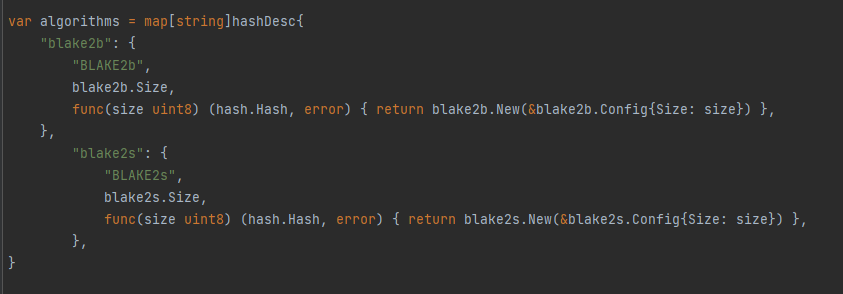 var algorithms = map[string]hashDesc{
    "blake2b": {
        "BLAKE2b",
        blake2b.Size,
        func(size uint8) (hash.Hash, error) { return blake2b.New(&blake2b.Config{Size: size}) },
    },
        "blake2s": {
            "BLAKE2s",
            blake2s.Size,
            func(size uint8) (hash.Hash, error) { return blake2s.New(&blake2s.Config{Size: size}) },
        },
}